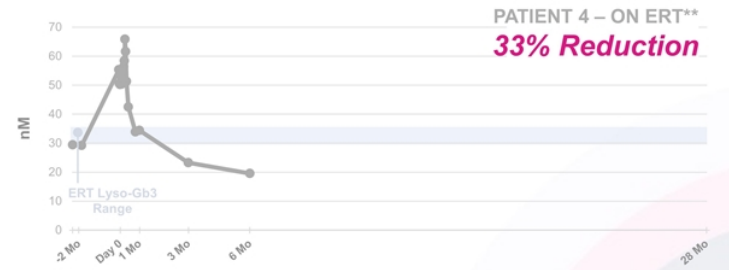 PATIENT 4 – ON ERT**
33% Reduction
70
60
50
40
30
20
10
0
nM
ERT Lyso-Gb3
Range
-2 Mo
Day 0
1 Mo
3 Mo
6 Mo
28 Mo